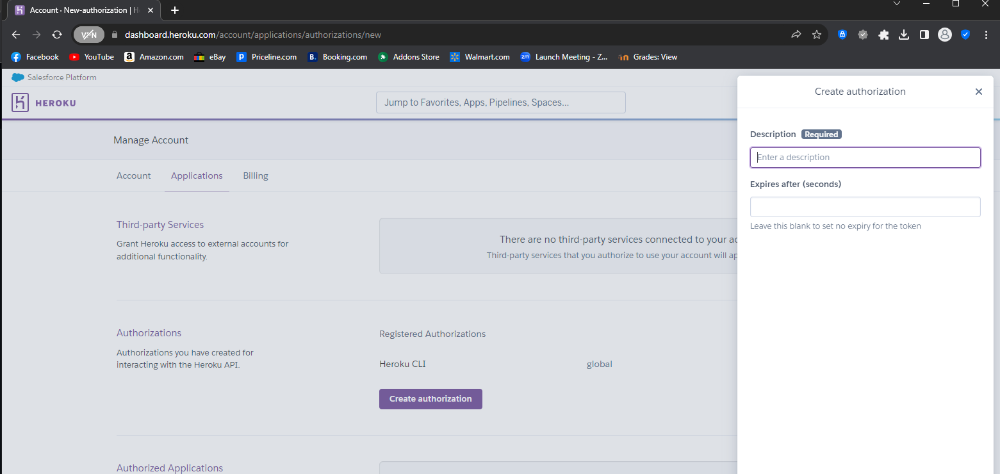 Account · New-authorization | H
dashboard.heroku.com/account/applications/authorizations/new
Facebook YouTube Amazon.com eBay Priceline.com Booking.com Addons Store Walmart.com Launch Meeting - Z... Grades: View
Salesforce Platform
HEROKU
Jump to Favorites, Apps, Pipelines, Spaces...
Manage Account
Account Applications Billing
Third-party Services
Grant Heroku access to external accounts for
additional functionality.
There are no third-party services connected to your ac
Third-party services that you authorize to use your account will ap
Authorizations
Authorizations you have created for
interacting with the Heroku API.
Registered Authorizations
Heroku CLI global
Create authorization
Authorized Applications
Create authorization
Description Required
Enter a description
Expires after (seconds)
Leave this blank to set no expiry for the token